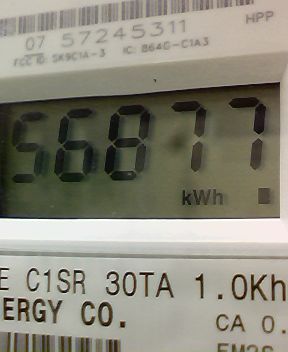 HPP
07 57245311
FCC ID: SK9C1A-3 IC: 864G-C1A3
56877
kWh
E C1SR 30TA 1.0Kh
ERGY CO.
CA 0.